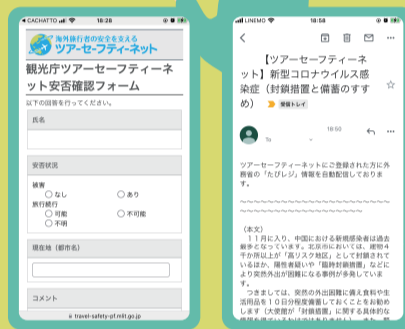 CACHATTO 18:28
海外旅行者の安全を支える
ツアーセーフティーネット
観光庁ツアーセーフティーネ
ット安否確認フォーム
以下の回答を行ってください。
氏名
安否状況
被害
なし あり
旅行続行
可能 不可能
不明
現在地（都市名）
コメント
travel-safety-pt.mlit.go.jp
LINEMO 18:58
【ツアーセーフティーネ
ット】新型コロナウイルス感
染症（封鎖措置と備蓄のすす
め） 受信トレイ
18:50
To
ツアーセーフティーネットにご登録された方に外
務省の「たびレジ」情報を自動配信しておりま
す。
～～～～～～～～～～～～～～～～～～～～～～
～～～～～～～～～～～～～～～～～～
（本文）
１１月に入り、中国における新規感染者は過去
最多となっています。北京市においては、建物４
千か所以上が「高リスク地区」として封鎖されて
いるほか、陽性者疑いや「臨時封鎖措置」などに
より突然外出が困難になる事例が多発していま
す。
つきましては、突然の外出困難に備え食料や生
活用品を１０日分程度備蓄しておくことをお勧め
します（大使館が「封鎖措置」に関する具体的な